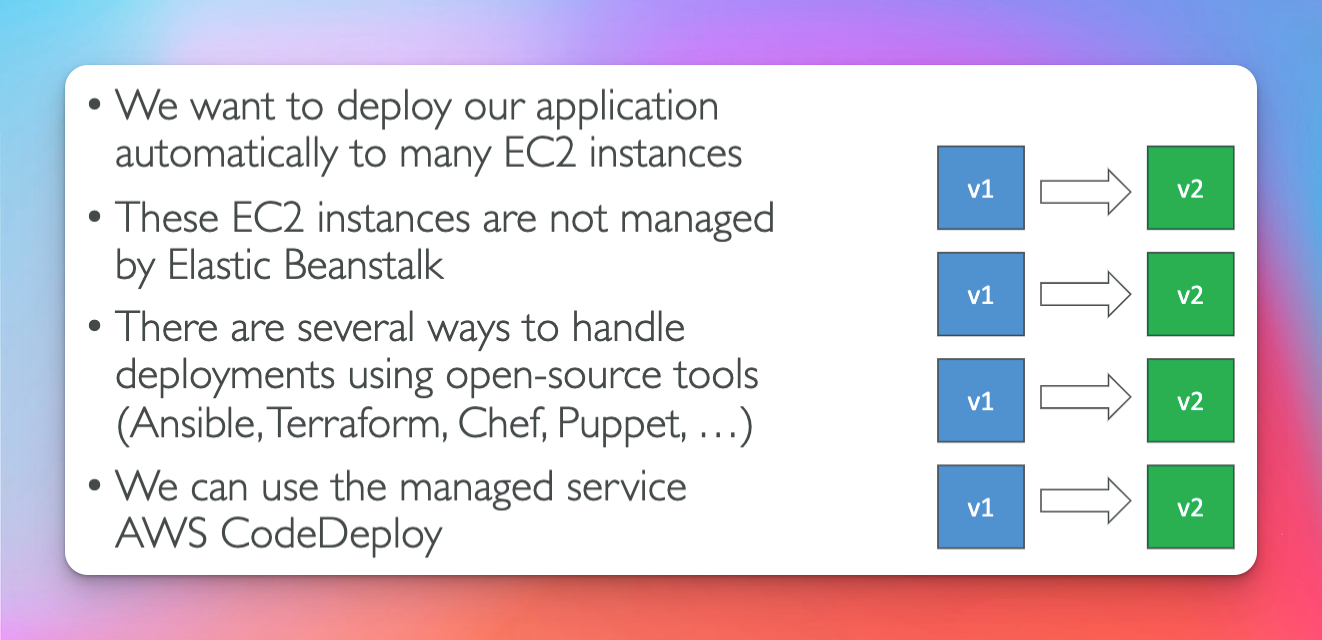 • We want to deploy our application
automatically to many EC2 instances
• These EC2 instances are not managed
by Elastic Beanstalk
• There are several ways to handle
deployments using open-source tools
(Ansible, Terraform, Chef, Puppet, …)
• We can use the managed service
AWS CodeDeploy
v1 v2
v1 v2
v1 v2
v1 v2